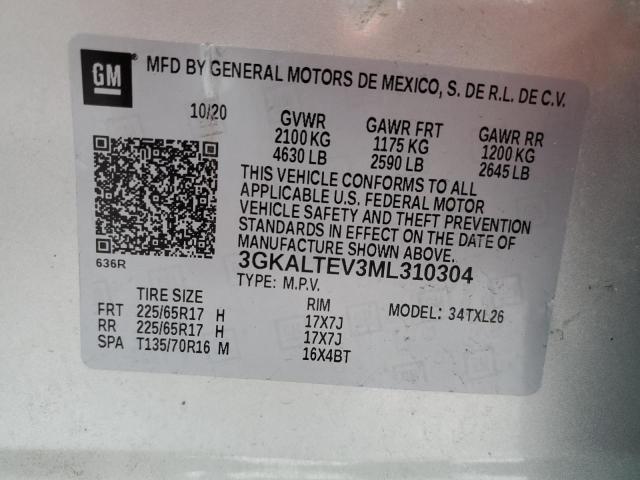 GM
MFD BY GENERAL MOTORS DE MEXICO, S. DE R.L. DE C.V.
10/20 GVWR GAWR FRT GAWR RR
2100 KG 1175 KG 1200 KG
4630 LB 2590 LB 2645 LB
THIS VEHICLE CONFORMS TO ALL
APPLICABLE U.S. FEDERAL MOTOR
VEHICLE SAFETY AND THEFT PREVENTION
STANDARDS IN EFFECT ON THE DATE OF
MANUFACTURE SHOWN ABOVE.
636R 3GKALTEV3ML310304
TYPE: M.P.V.
TIRE SIZE RIM MODEL: 34TXL26
FRT 225/65R17 H 17X7J
RR 225/65R17 H 17X7J
SPA T135/70R16 M 16X4BT